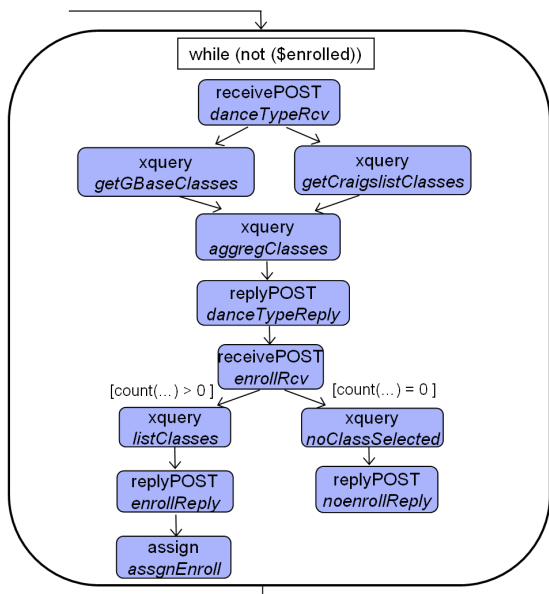 while (not ($enrolled))
receivePOST
danceTypeRcv
xquery
getGBaseClasses
xquery
getCraigslistClasses
xquery
aggregClasses
replyPOST
danceTypeReply
receivePOST
enrollRcv
[count(...) > 0 ]
[count(...) = 0 ]
xquery
listClasses
xquery
noClassSelected
replyPOST
enrollReply
replyPOST
noenrollReply
assign
assgnEnroll